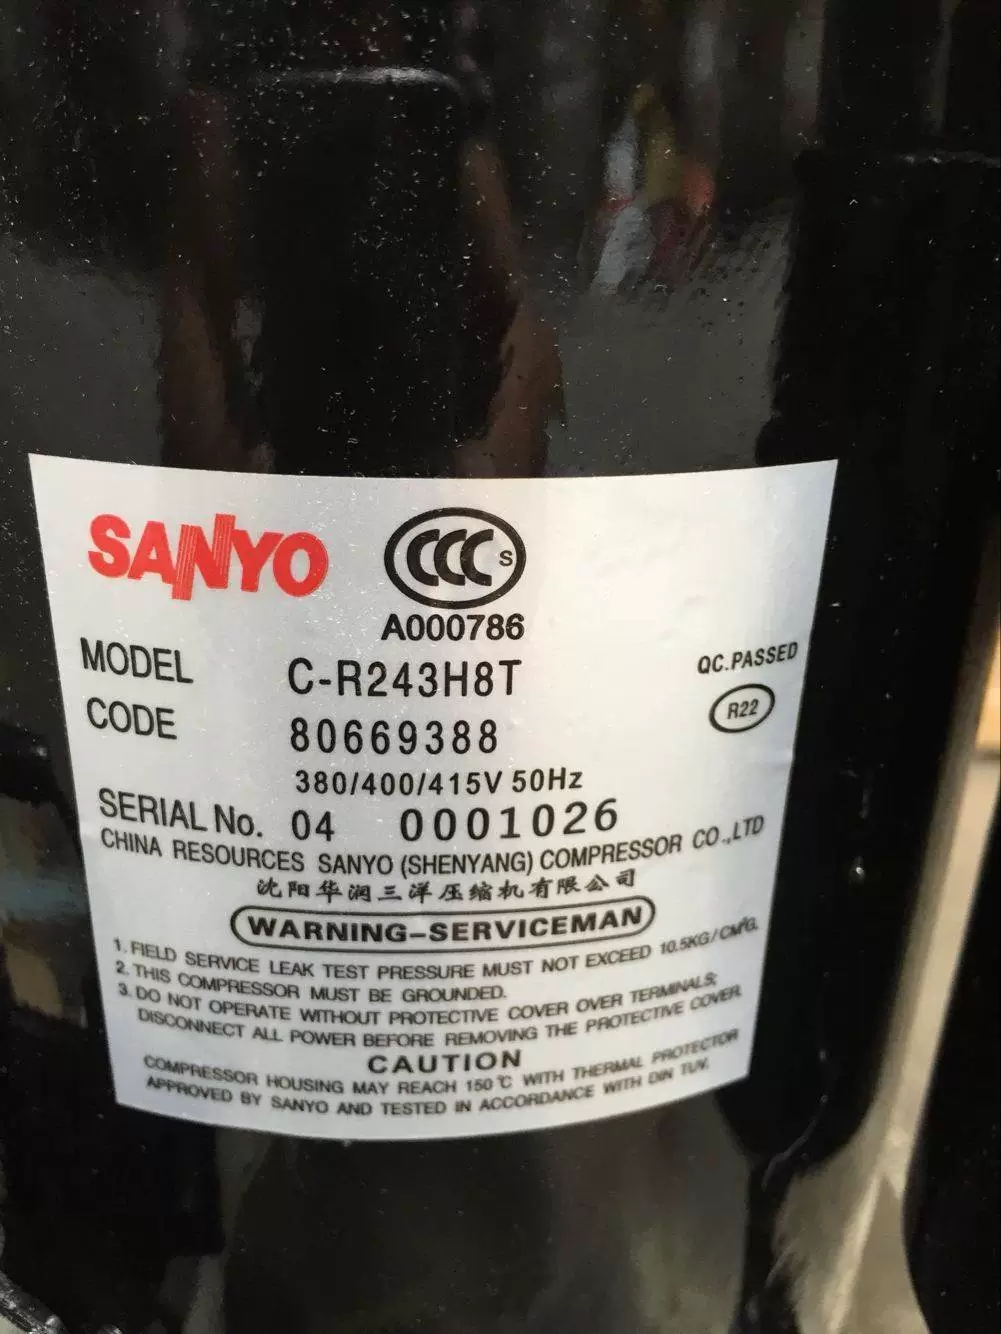 SANYO
CCC S
A000786
MODEL C-R243H8T
QC.PASSED
CODE 80669388
R22
380/400/415V 50Hz
SERIAL No. 04 0001026
CHINA RESOURCES SANYO (SHENYANG) COMPRESSOR CO.,LTD
沈阳华润三洋压缩机有限公司
WARNING-SERVICEMAN
1. FIELD SERVICE LEAK TEST PRESSURE MUST NOT EXCEED 10.5KG/CM²G.
2. THIS COMPRESSOR MUST BE GROUNDED.
3. DO NOT OPERATE WITHOUT PROTECTIVE COVER OVER TERMINALS;
DISCONNECT ALL POWER BEFORE REMOVING THE PROTECTIVE COVER.
CAUTION
COMPRESSOR HOUSING MAY REACH 150℃ WITH THERMAL PROTECTOR
APPROVED BY SANYO AND TESTED IN ACCORDANCE WITH DIN TUV.